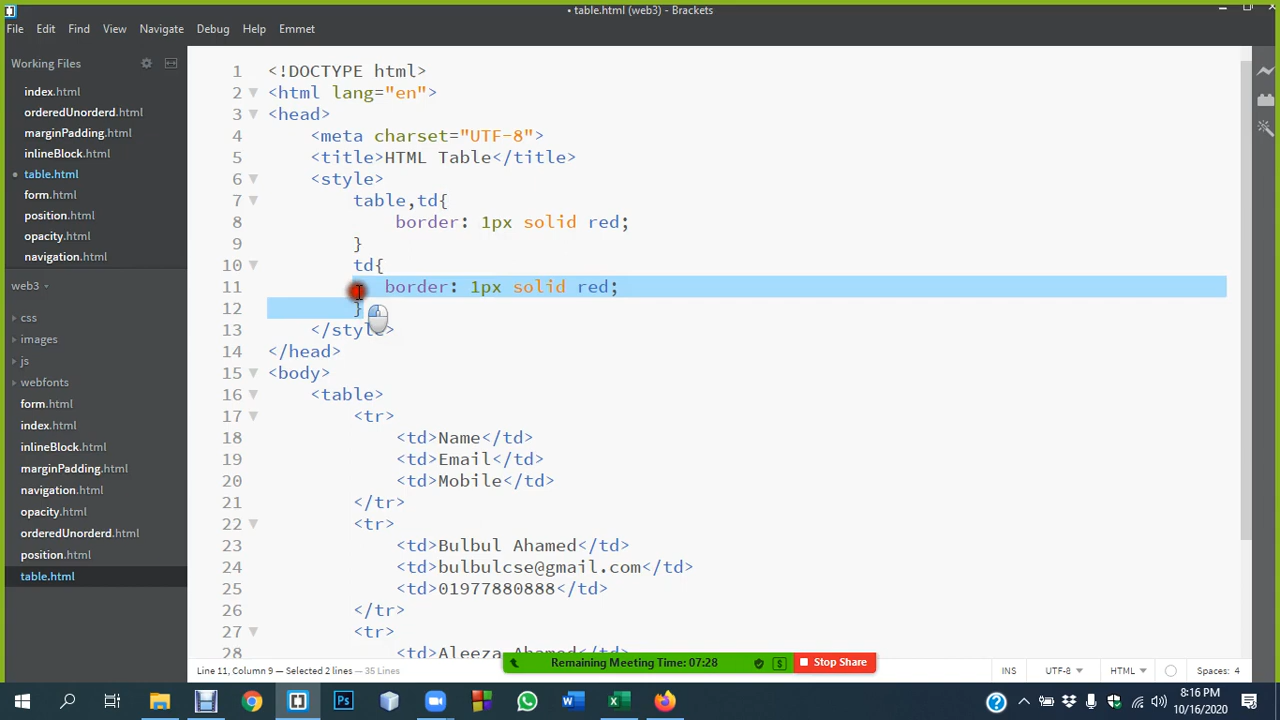 • table.html (web3) - Brackets
File Edit Find View Navigate Debug Help Emmet
Working Files
index.html
orderedUnorderd.html
marginPadding.html
inlineBlock.html
• table.html
form.html
position.html
opacity.html
navigation.html
web3
css
images
js
webfonts
form.html
index.html
inlineBlock.html
marginPadding.html
navigation.html
opacity.html
orderedUnorderd.html
position.html
table.html
1 <!DOCTYPE html>
2 <html lang="en">
3 <head>
4 <meta charset="UTF-8">
5 <title>HTML Table</title>
6 <style>
7 table,td{
8 border: 1px solid red;
9 }
10 td{
11 border: 1px solid red;
12 }
13 </style>
14 </head>
15 <body>
16 <table>
17 <tr>
18 <td>Name</td>
19 <td>Email</td>
20 <td>Mobile</td>
21 </tr>
22 <tr>
23 <td>Bulbul Ahamed</td>
24 <td>bulbulcse@gmail.com</td>
25 <td>01977880888</td>
26 </tr>
27 <tr>
28 <td>Aleeza Ahamed</td>
Remaining Meeting Time: 07:28 Stop Share
Line 11, Column 9 — Selected 2 lines — 35 Lines INS UTF-8 HTML Spaces: 4
8:16 PM
10/16/2020